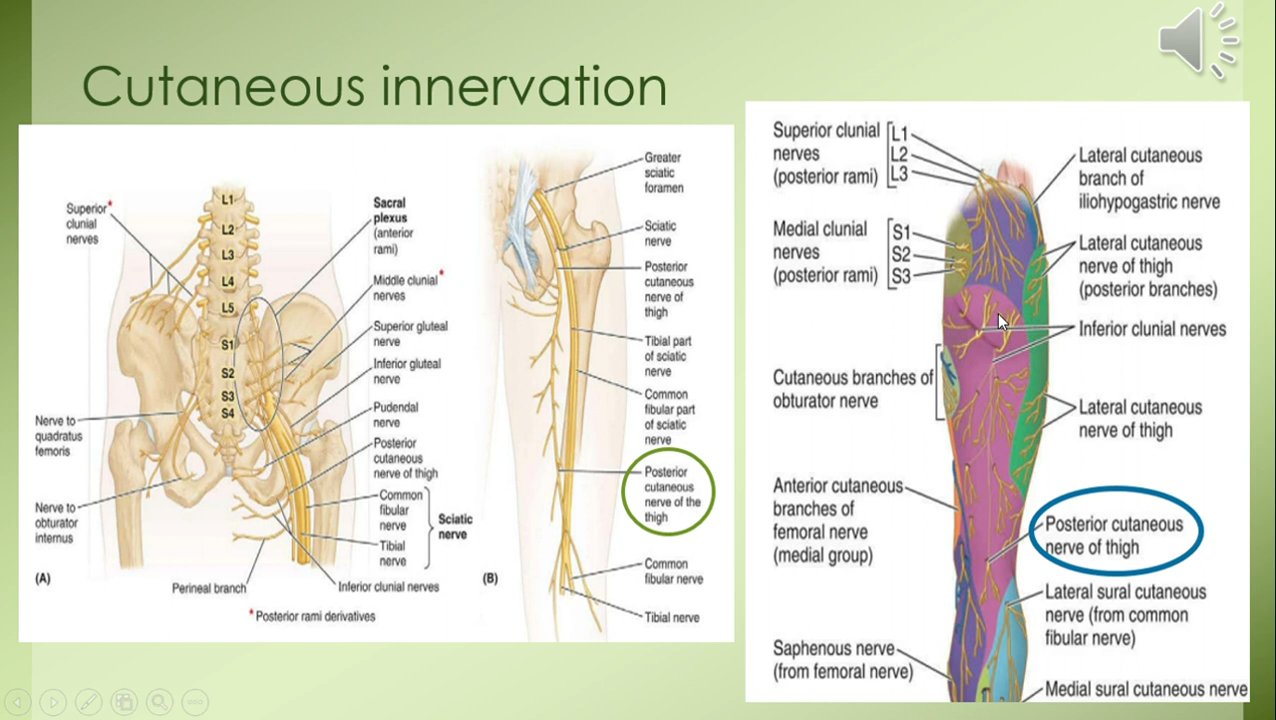 Cutaneous innervation
Superior*
clunial
nerves
L1
L2
L3
L4
L5
S1
S2
S3
S4
Sacral
plexus
(anterior
rami)
Middle clunial*
nerves
Superior gluteal
nerve
Inferior gluteal
nerve
Pudendal
nerve
Posterior
cutaneous
nerve of thigh
Common
fibular
nerve
Tibial
nerve
Sciatic
nerve
Nerve to
quadratus
femoris
Nerve to
obturator
internus
(A)
Perineal branch
Inferior clunial nerves
*Posterior rami derivatives
Greater
sciatic
foramen
Sciatic
nerve
Posterior
cutaneous
nerve of
thigh
Tibial part
of sciatic
nerve
Common
fibular part
of sciatic
nerve
Posterior
cutaneous
nerve of the
thigh
Common
fibular nerve
Tibial nerve
(B)
Superior clunial
nerves
(posterior rami)
L1
L2
L3
Medial clunial
nerves
(posterior rami)
S1
S2
S3
Cutaneous branches of
obturator nerve
Anterior cutaneous
branches of
femoral nerve
(medial group)
Saphenous nerve
(from femoral nerve)
Lateral cutaneous
branch of
iliohypogastric nerve
Lateral cutaneous
nerve of thigh
(posterior branches)
Inferior clunial nerves
Lateral cutaneous
nerve of thigh
Posterior cutaneous
nerve of thigh
Lateral sural cutaneous
nerve (from common
fibular nerve)
Medial sural cutaneous nerve